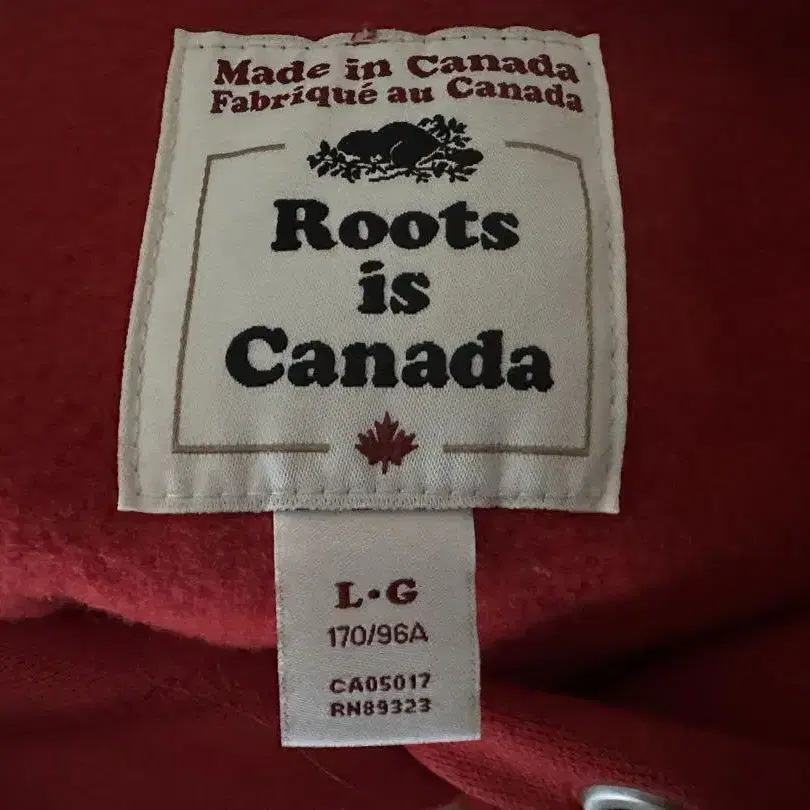 Made in Canada
Fabriqué au Canada
Roots
is
Canada
L•G
170/96A
CA05017
RN89323